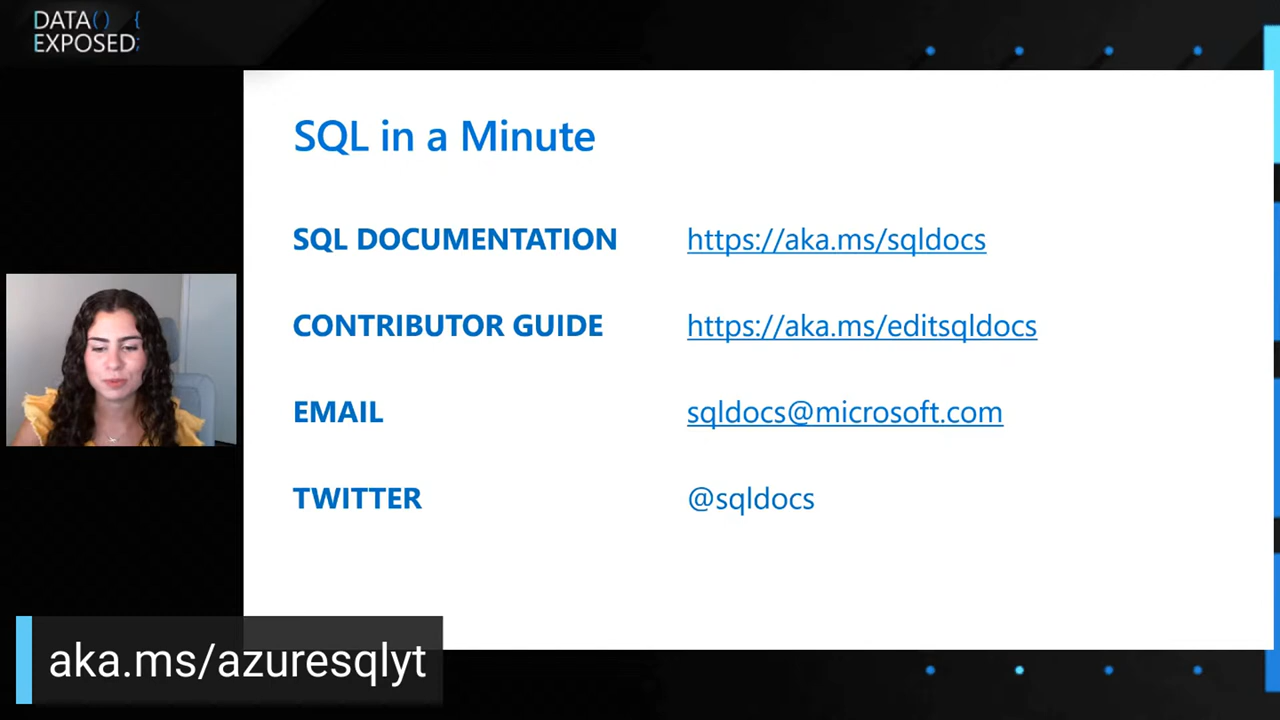 DATA() {
EXPOSED;
SQL in a Minute
SQL DOCUMENTATION https://aka.ms/sqldocs
CONTRIBUTOR GUIDE https://aka.ms/editsqldocs
EMAIL sqldocs@microsoft.com
TWITTER @sqldocs
aka.ms/azuresqlyt